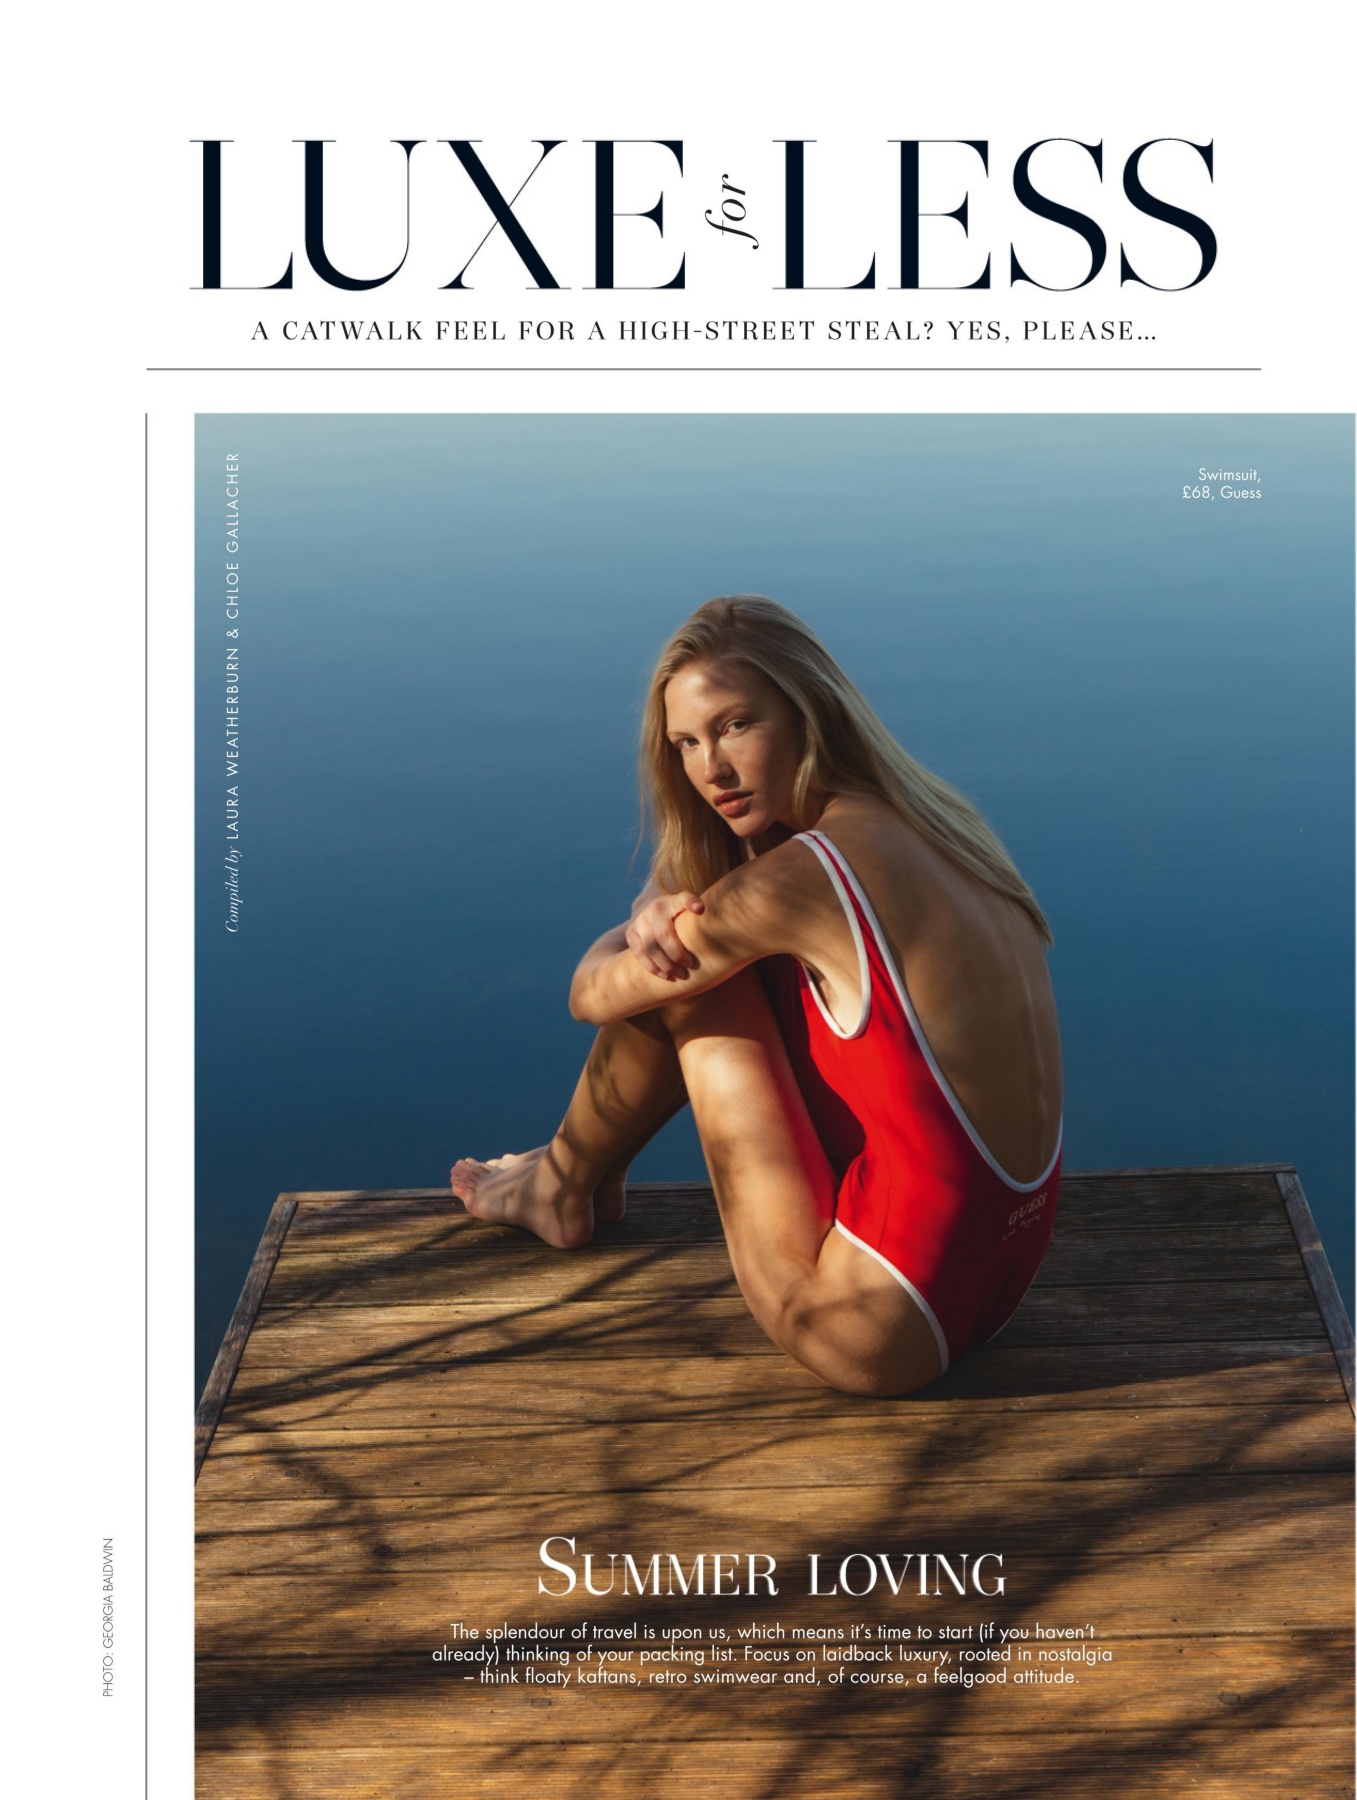 LUXE for LESS
A CATWALK FEEL FOR A HIGH-STREET STEAL? YES, PLEASE...
Compiled by LAURA WEATHERBURN & CHLOE GALLACHER
Swimsuit,
£68, Guess
GUESS
SUMMER LOVING
The splendour of travel is upon us, which means it's time to start (if you haven't
already) thinking of your packing list. Focus on laidback luxury, rooted in nostalgia
– think floaty kaftans, retro swimwear and, of course, a feelgood attitude.
PHOTO: GEORGIA BALDWIN